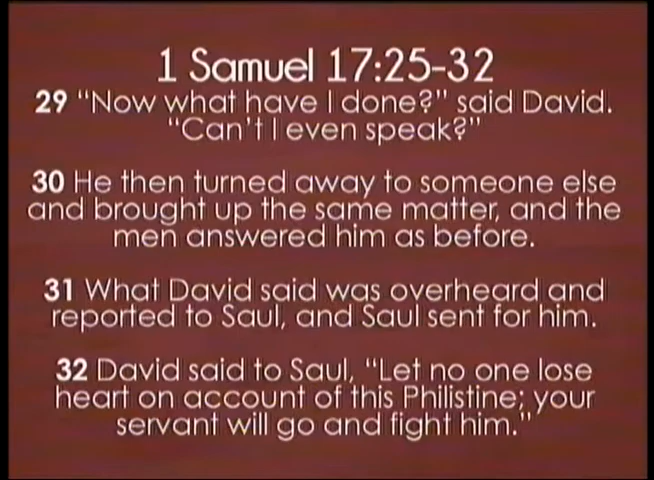 1 Samuel 17:25-32
29 “Now what have I done?” said David.
“Can't I even speak?”
30 He then turned away to someone else
and brought up the same matter, and the
men answered him as before.
31 What David said was overheard and
reported to Saul, and Saul sent for him.
32 David said to Saul, “Let no one lose
heart on account of this Philistine; your
servant will go and fight him.”